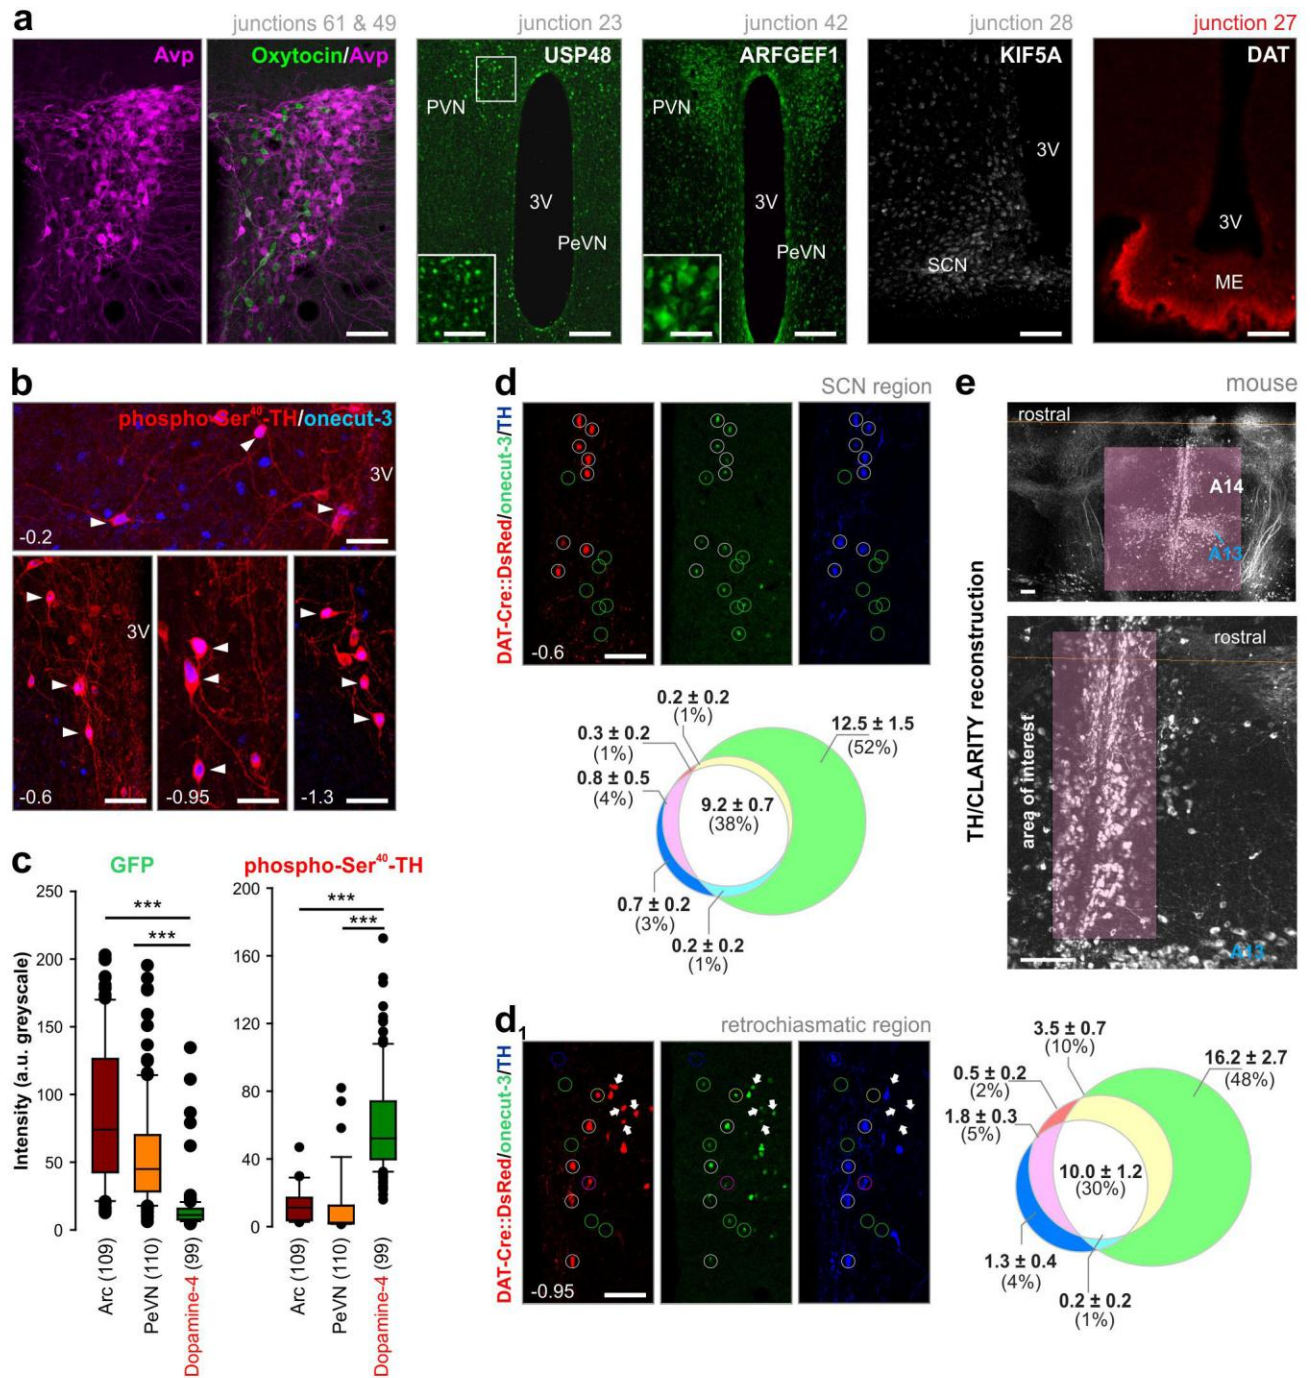 a
junctions 61 & 49
junction 23
junction 42
junction 28
junction 27
Avp
Oxytocin/Avp
USP48
PVN
3V
PeVN
ARFGEF1
PVN
3V
PeVN
KIF5A
3V
SCN
DAT
3V
ME
b
phospho-Ser⁴⁰-TH/onecut-3
3V
-0.2
3V
-0.6
-0.95
-1.3
c
GFP
phospho-Ser⁴⁰-TH
Intensity (a.u. greyscale)
250
200
150
100
50
0
***
***
Arc (109)
PeVN (110)
Dopamine-4 (99)
200
160
120
80
40
0
***
***
Arc (109)
PeVN (110)
Dopamine-4 (99)
d
SCN region
DAT-Cre::DsRed/onecut-3/TH
-0.6
0.2 ± 0.2
(1%)
12.5 ± 1.5
(52%)
0.3 ± 0.2
(1%)
0.8 ± 0.5
(4%)
9.2 ± 0.7
(38%)
0.7 ± 0.2
(3%)
0.2 ± 0.2
(1%)
d1
retrochiasmatic region
DAT-Cre::DsRed/onecut-3/TH
-0.95
3.5 ± 0.7
(10%)
16.2 ± 2.7
(48%)
0.5 ± 0.2
(2%)
1.8 ± 0.3
(5%)
10.0 ± 1.2
(30%)
1.3 ± 0.4
(4%)
0.2 ± 0.2
(1%)
e
mouse
TH/CLARITY reconstruction
rostral
A14
A13
rostral
area of interest
A13